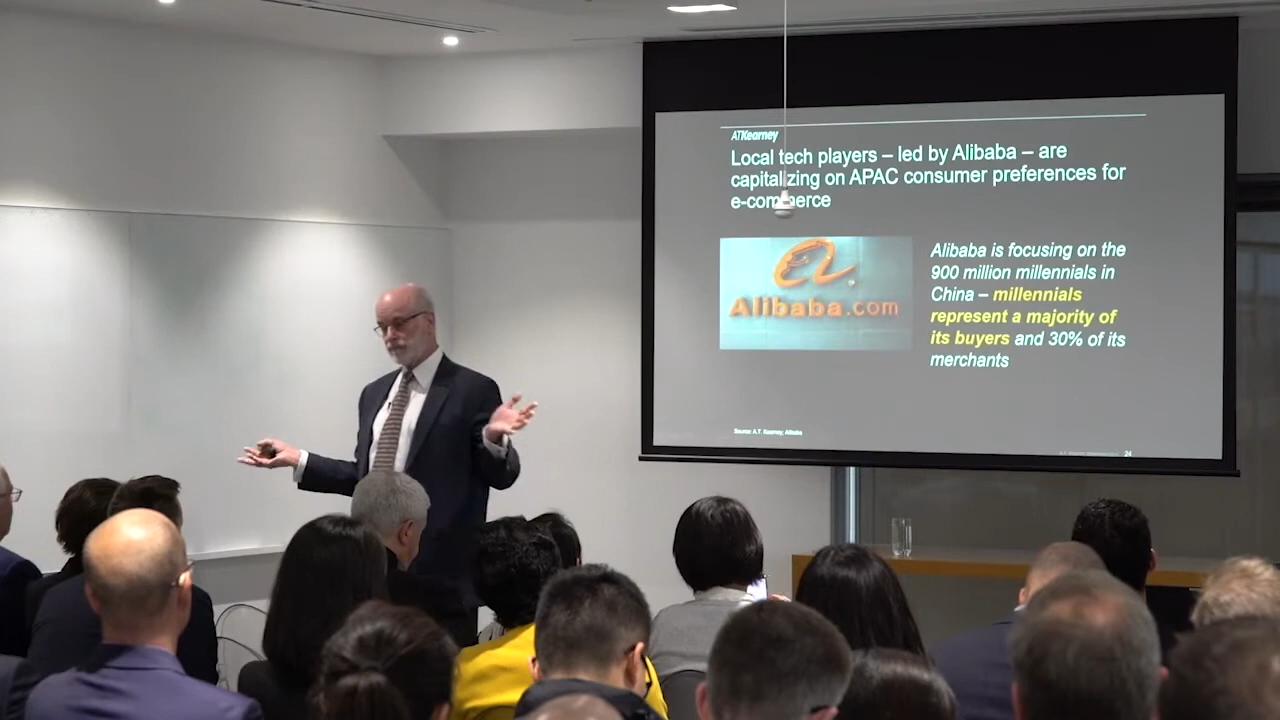 ATKearney
Local tech players – led by Alibaba – are
capitalizing on APAC consumer preferences for
e-commerce
Alibaba.com
Alibaba is focusing on the
900 million millennials in
China – millennials
represent a majority of
its buyers and 30% of its
merchants
Source: A.T. Kearney, Alibaba
24